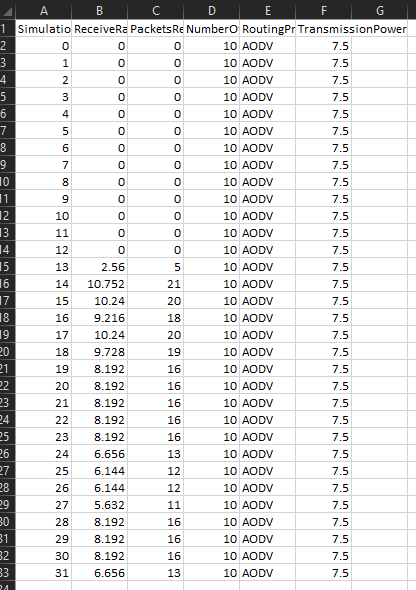 A B C D E F G
1 Simulatio ReceiveRa PacketsRe NumberO RoutingPr TransmissionPower
2 0 0 0 10 AODV 7.5
3 1 0 0 10 AODV 7.5
4 2 0 0 10 AODV 7.5
5 3 0 0 10 AODV 7.5
6 4 0 0 10 AODV 7.5
7 5 0 0 10 AODV 7.5
8 6 0 0 10 AODV 7.5
9 7 0 0 10 AODV 7.5
10 8 0 0 10 AODV 7.5
11 9 0 0 10 AODV 7.5
12 10 0 0 10 AODV 7.5
13 11 0 0 10 AODV 7.5
14 12 0 0 10 AODV 7.5
15 13 2.56 5 10 AODV 7.5
16 14 10.752 21 10 AODV 7.5
17 15 10.24 20 10 AODV 7.5
18 16 9.216 18 10 AODV 7.5
19 17 10.24 20 10 AODV 7.5
20 18 9.728 19 10 AODV 7.5
21 19 8.192 16 10 AODV 7.5
22 20 8.192 16 10 AODV 7.5
23 21 8.192 16 10 AODV 7.5
24 22 8.192 16 10 AODV 7.5
25 23 8.192 16 10 AODV 7.5
26 24 6.656 13 10 AODV 7.5
27 25 6.144 12 10 AODV 7.5
28 26 6.144 12 10 AODV 7.5
29 27 5.632 11 10 AODV 7.5
30 28 8.192 16 10 AODV 7.5
31 29 8.192 16 10 AODV 7.5
32 30 8.192 16 10 AODV 7.5
33 31 6.656 13 10 AODV 7.5